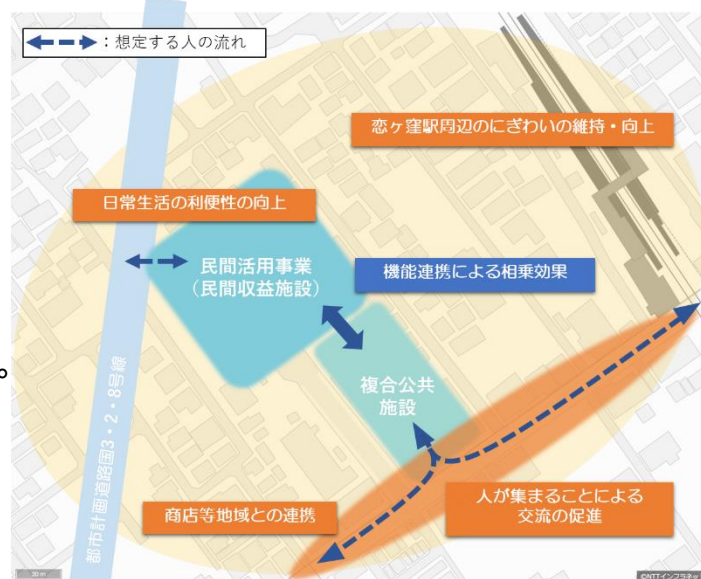 ：想定する人の流れ
恋ヶ窪駅周辺のにぎわいの維持・向上
日常生活の利便性の向上
民間活用事業
（民間収益施設）
機能連携による相乗効果
。
複合公共
施設
都市計画道路国3・2・8号線
商店等地域との連携
人が集まることによる
交流の促進
20 m
©NTTインフラネッ